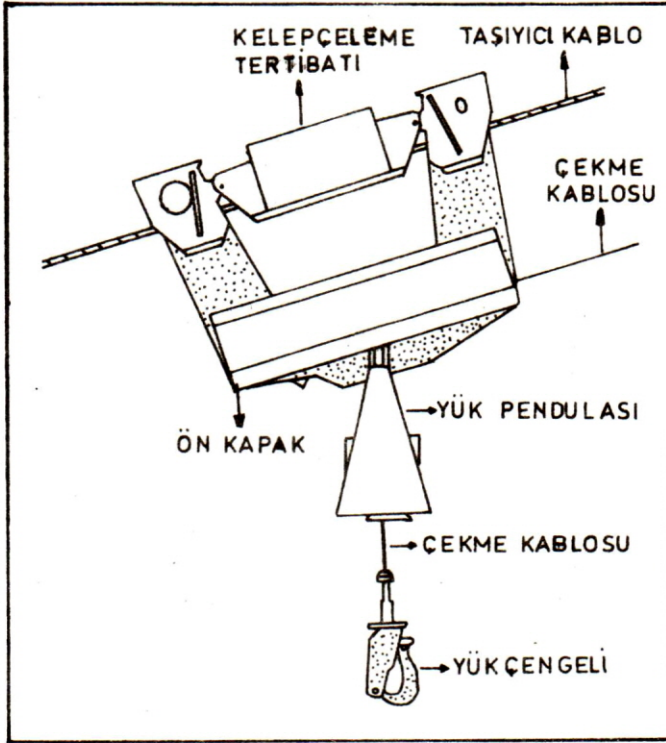 KELEPÇELEME
TERTİBATI
TAŞIYICI KABLO
ÇEKME
KABLOSU
YÜK PENDULASI
ÖN KAPAK
ÇEKME KABLOSU
YÜK ÇENGELİ